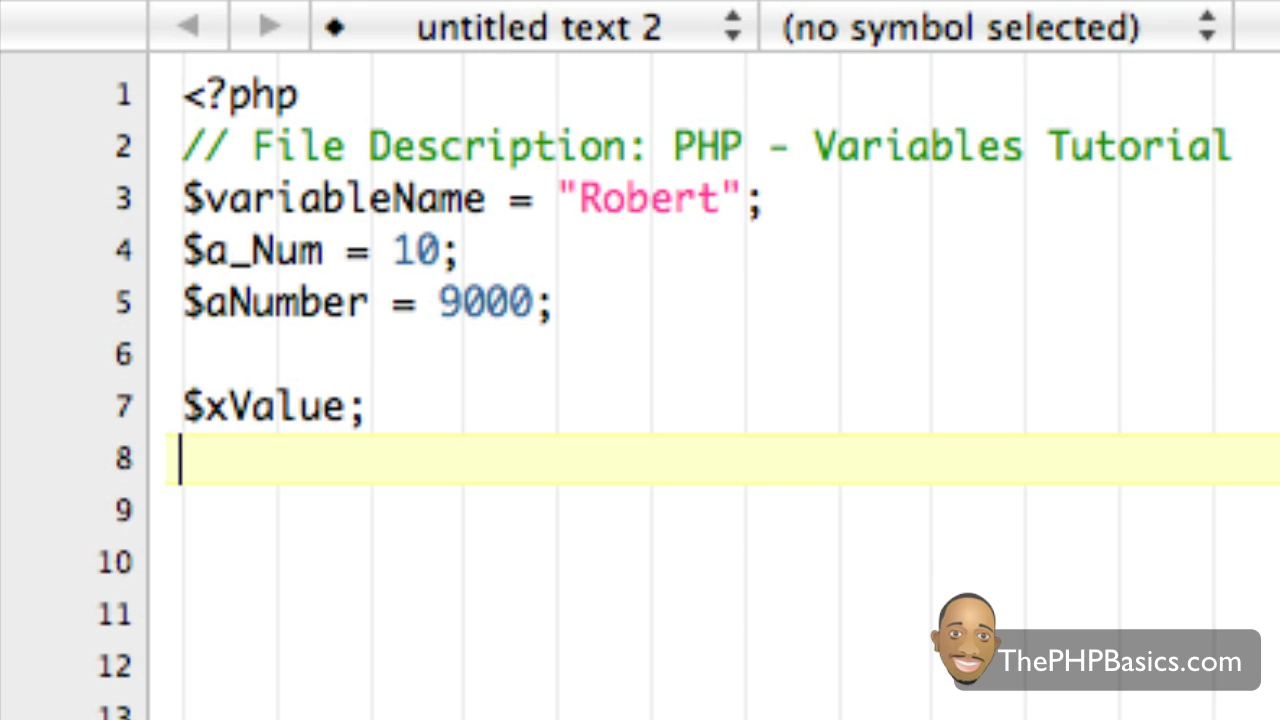 untitled text 2 (no symbol selected)
1 <?php
2 // File Description: PHP - Variables Tutorial
3 $variableName = "Robert";
4 $a_Num = 10;
5 $aNumber = 9000;
6
7 $xValue;
8
9
10
11
12
13
ThePHPBasics.com